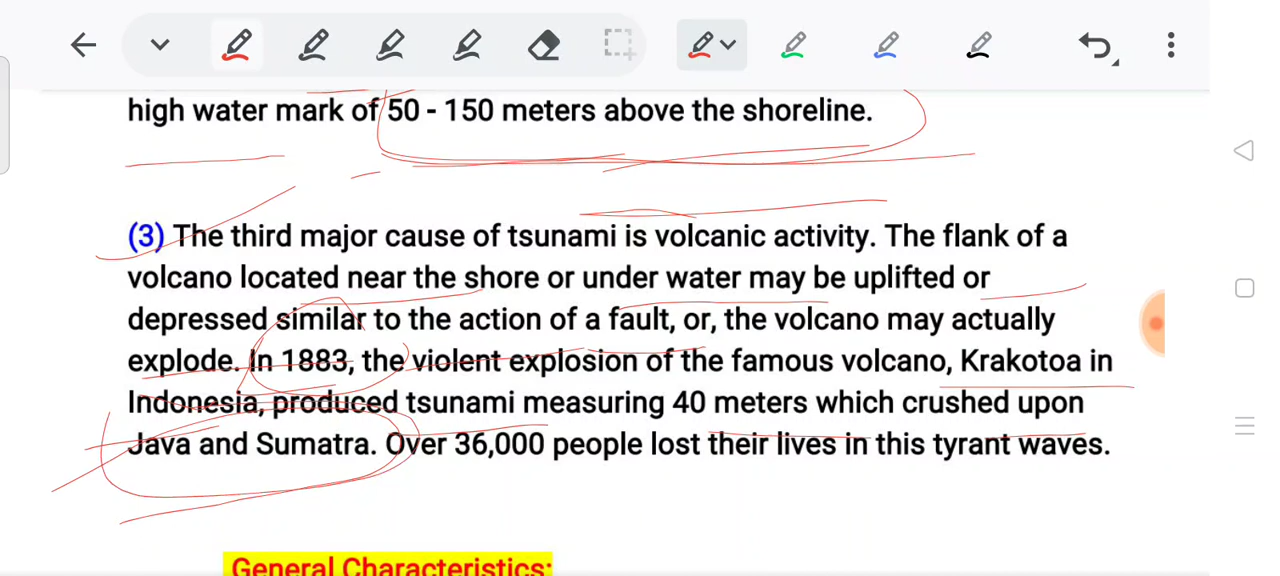 high water mark of 50 - 150 meters above the shoreline.
(3) The third major cause of tsunami is volcanic activity. The flank of a
volcano located near the shore or under water may be uplifted or
depressed similar to the action of a fault, or, the volcano may actually
explode. In 1883, the violent explosion of the famous volcano, Krakotoa in
Indonesia, produced tsunami measuring 40 meters which crushed upon
Java and Sumatra. Over 36,000 people lost their lives in this tyrant waves.
General Characteristics: